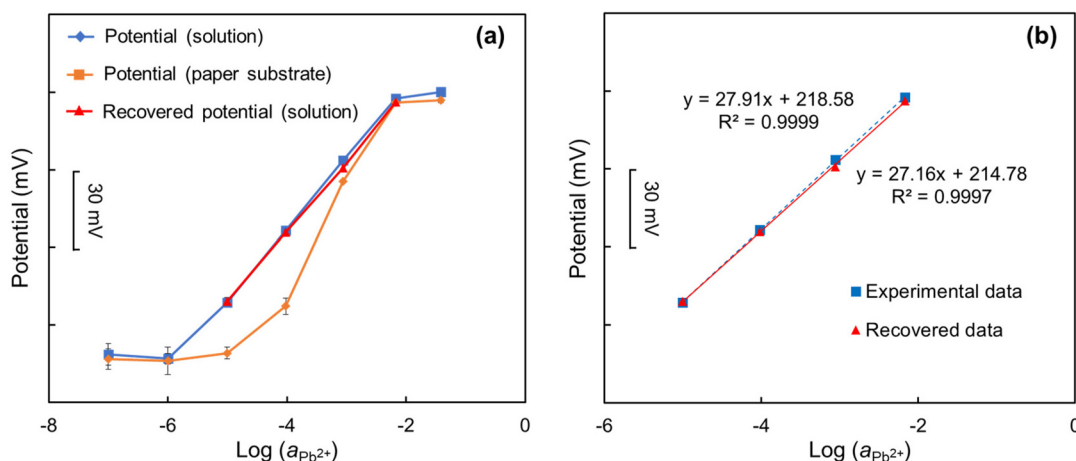 (a)
Potential (solution)
Potential (paper substrate)
Recovered potential (solution)
Potential (mV)
30 mV
-8 -6 -4 -2 0
Log (aPb2+)
(b)
y = 27.91x + 218.58
R² = 0.9999
y = 27.16x + 214.78
R² = 0.9997
Potential (mV)
30 mV
Experimental data
Recovered data
-6 -4 -2 0
Log (aPb2+)